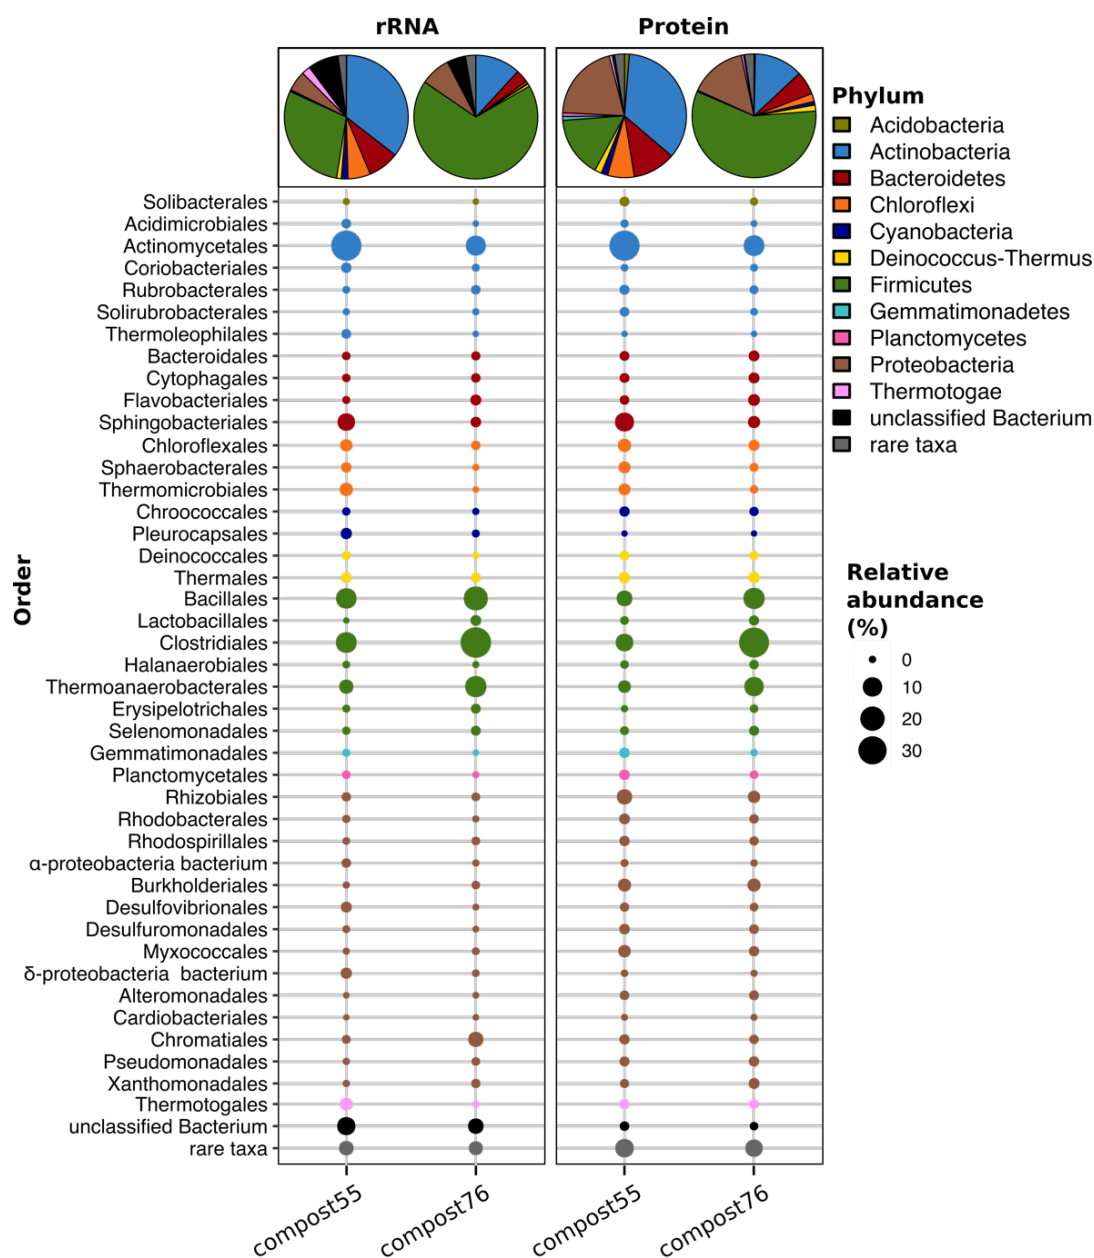 rRNA
Protein
Phylum
Acidobacteria
Actinobacteria
Bacteroidetes
Chloroflexi
Cyanobacteria
Deinococcus-Thermus
Firmicutes
Gemmatimonadetes
Planctomycetes
Proteobacteria
Thermotogae
unclassified Bacterium
rare taxa
Order
Solibacterales
Acidimicrobiales
Actinomycetales
Coriobacteriales
Rubrobacterales
Solirubrobacterales
Thermoleophilales
Bacteroidales
Cytophagales
Flavobacteriales
Sphingobacteriales
Chloroflexales
Sphaerobacterales
Thermomicrobiales
Chroococcales
Pleurocapsales
Deinococcales
Thermales
Bacillales
Lactobacillales
Clostridiales
Halanaerobiales
Thermoanaerobacterales
Erysipelotrichales
Selenomonadales
Gemmatimonadales
Planctomycetales
Rhizobiales
Rhodobacterales
Rhodospirillales
α-proteobacteria bacterium
Burkholderiales
Desulfovibrionales
Desulfuromonadales
Myxococcales
δ-proteobacteria  bacterium
Alteromonadales
Cardiobacteriales
Chromatiales
Pseudomonadales
Xanthomonadales
Thermotogales
unclassified Bacterium
rare taxa
Relative
abundance
(%)
0
10
20
30
compost55
compost76
compost55
compost76